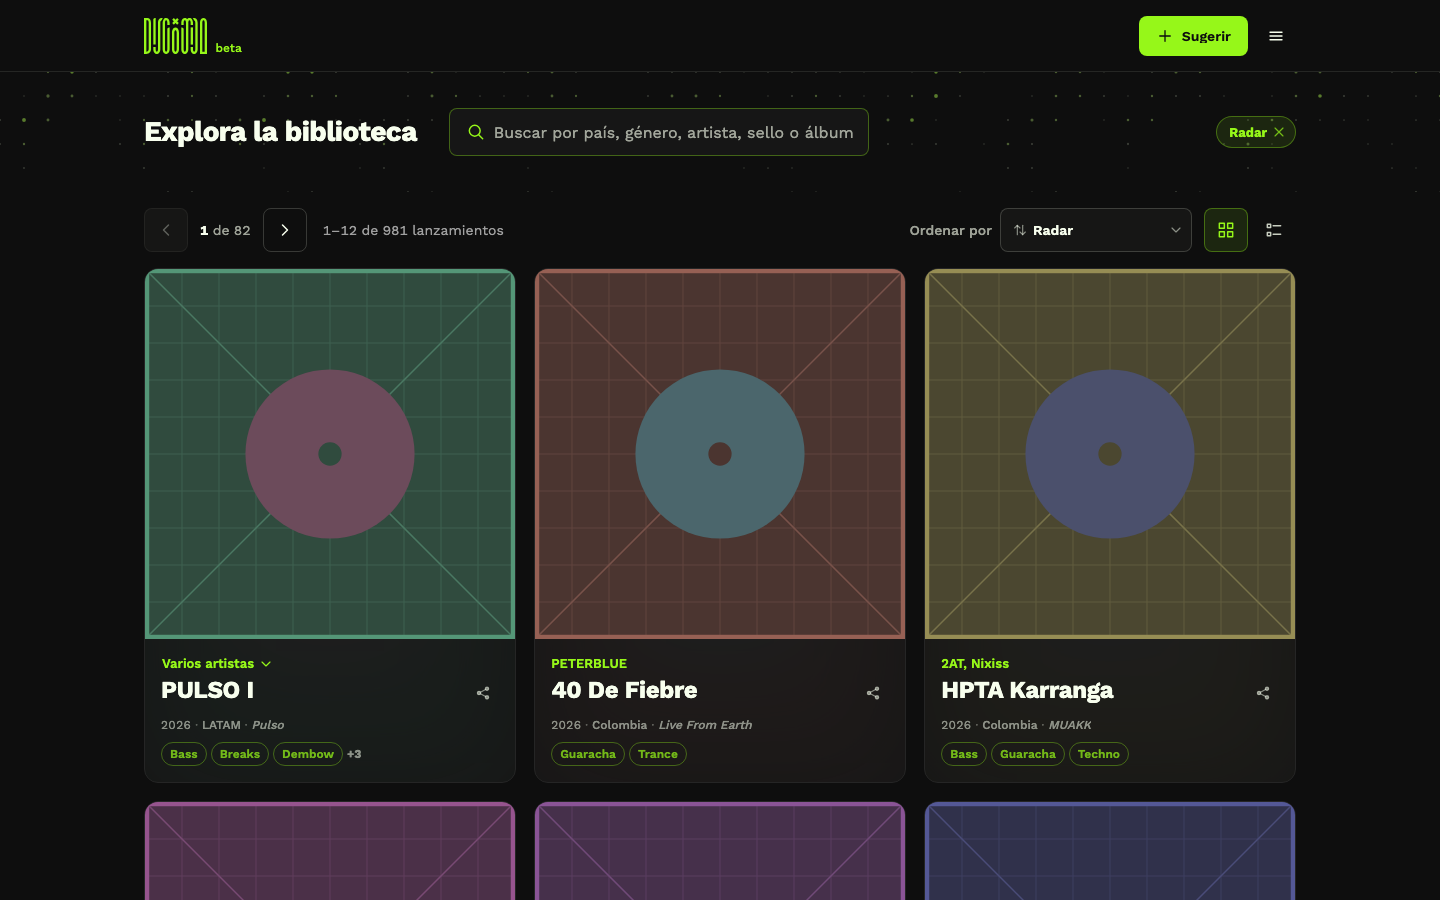 beta
Sugerir
Explora la biblioteca
Buscar por país, género, artista, sello o álbum
Radar
1 de 82
1–12 de 981 lanzamientos
Ordenar por
Radar
Varios artistas
PULSO I
2026 · LATAM · Pulso
Bass Breaks Dembow +3
PETERBLUE
40 De Fiebre
2026 · Colombia · Live From Earth
Guaracha Trance
2AT, Nixiss
HPTA Karranga
2026 · Colombia · MUAKK
Bass Guaracha Techno